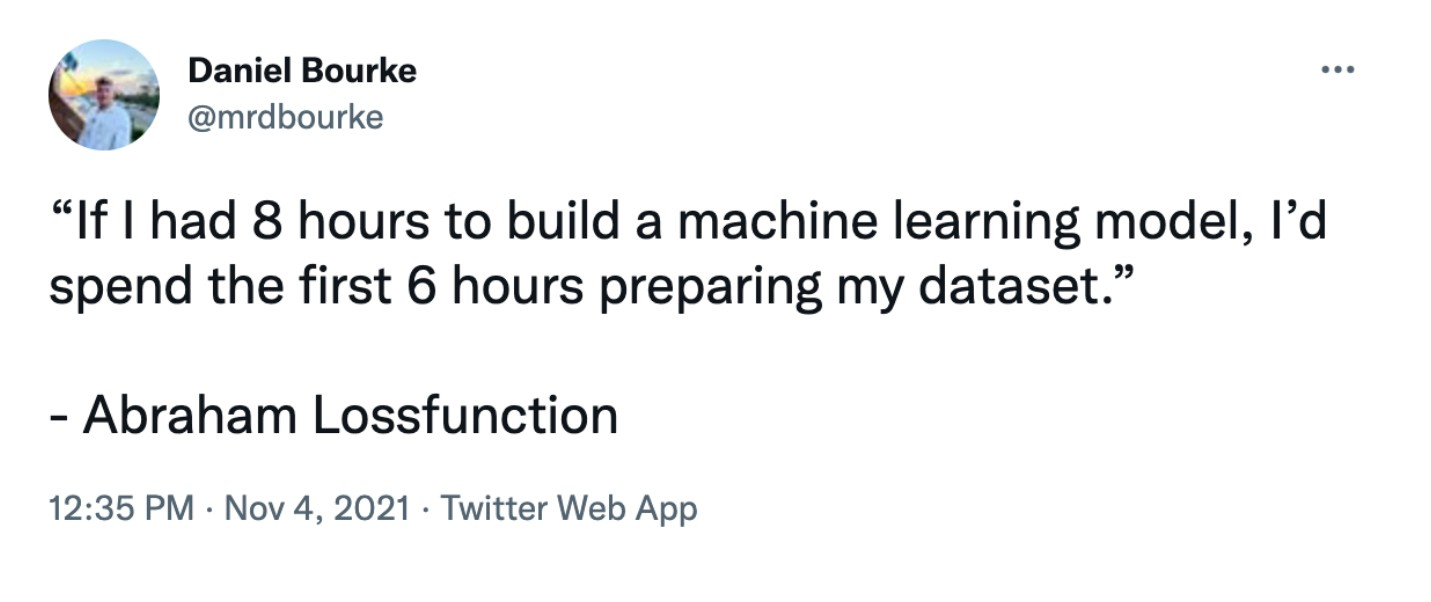 Daniel Bourke
@mrdbourke
“If I had 8 hours to build a machine learning model, I’d
spend the first 6 hours preparing my dataset.”
- Abraham Lossfunction
12:35 PM · Nov 4, 2021 · Twitter Web App